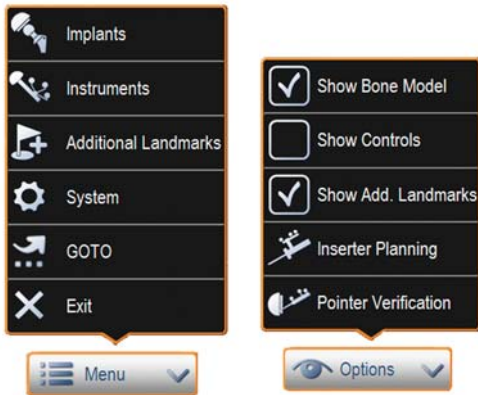 Implants
Instruments
Additional Landmarks
System
GOTO
Exit
Menu
Show Bone Model
Show Controls
Show Add. Landmarks
Inserter Planning
Pointer Verification
Options